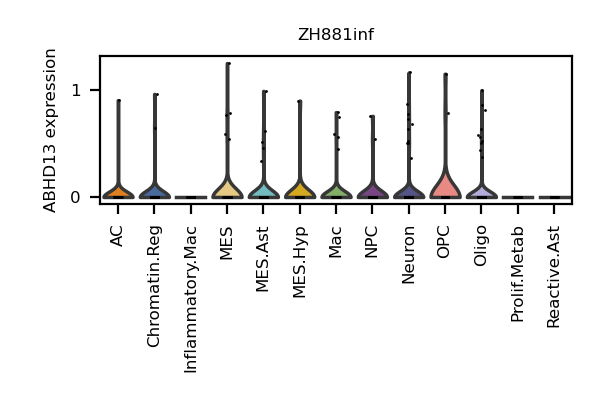 ZH881inf
ABHD13 expression
1
0
AC
Chromatin.Reg
Inflammatory.Mac
MES
MES.Ast
MES.Hyp
Mac
NPC
Neuron
OPC
Oligo
Prolif.Metab
Reactive.Ast